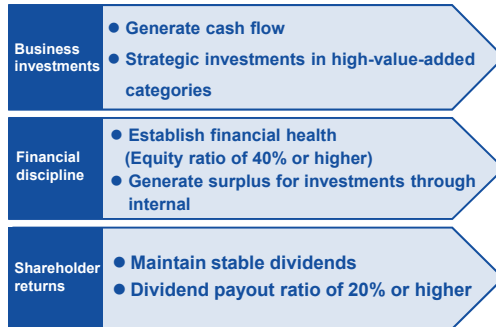 Business
investments
● Generate cash flow
● Strategic investments in high-value-added
categories
Financial
discipline
● Establish financial health
(Equity ratio of 40% or higher)
● Generate surplus for investments through
internal
Shareholder
returns
● Maintain stable dividends
● Dividend payout ratio of 20% or higher